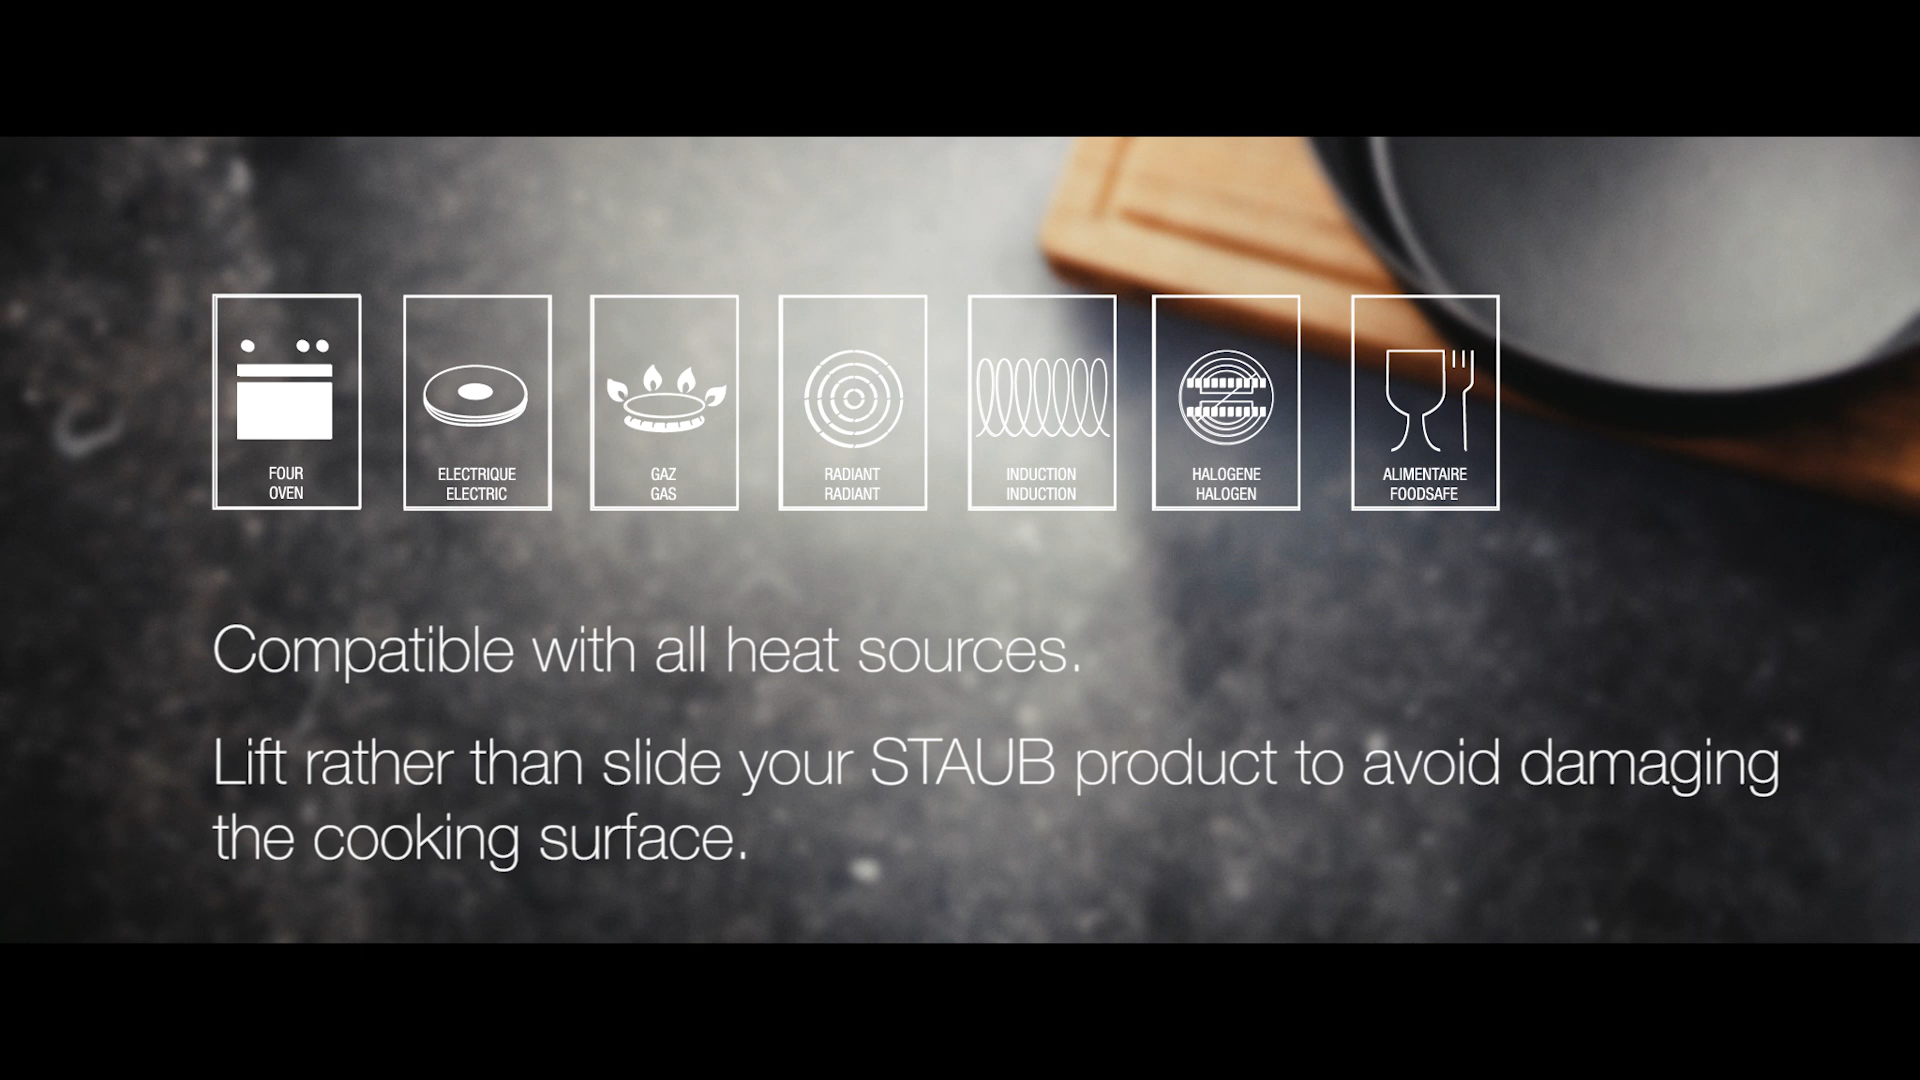 FOUR
OVEN
ELECTRIQUE
ELECTRIC
GAZ
GAS
RADIANT
RADIANT
INDUCTION
INDUCTION
HALOGENE
HALOGEN
ALIMENTAIRE
FOODSAFE
Compatible with all heat sources.
Lift rather than slide your STAUB product to avoid damaging
the cooking surface.